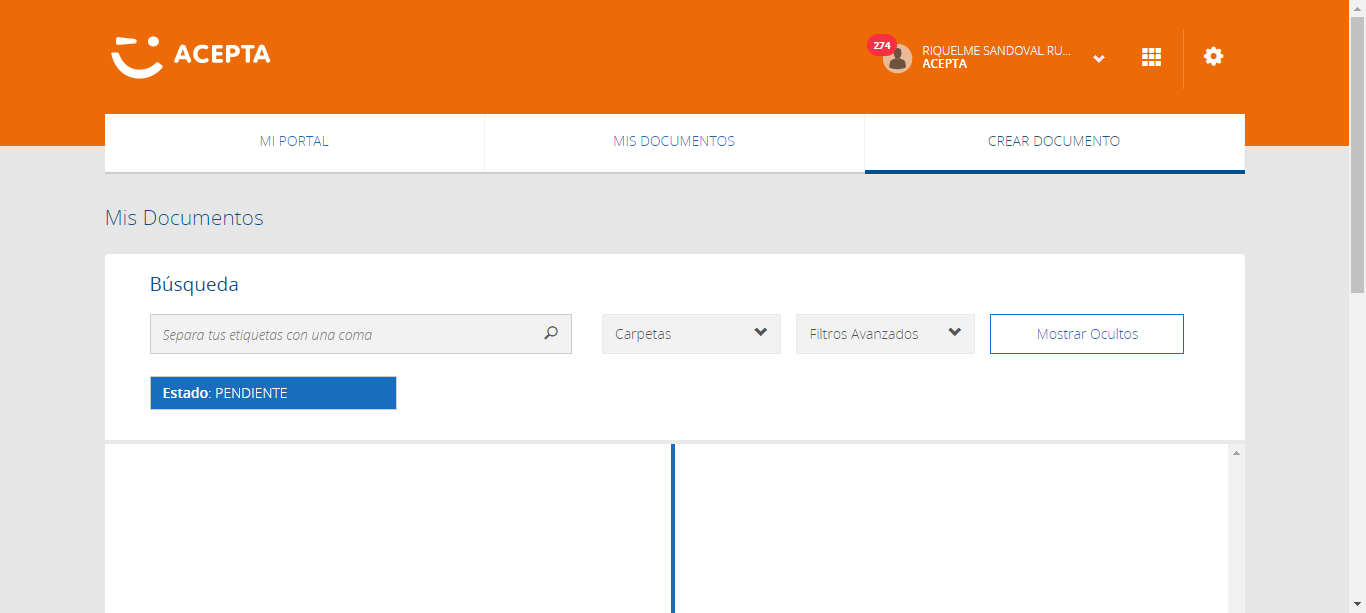 ACEPTA
274
RIQUELME SANDOVAL RU...
ACEPTA
MI PORTAL
MIS DOCUMENTOS
CREAR DOCUMENTO
Mis Documentos
Búsqueda
Separa tus etiquetas con una coma
Carpetas
Filtros Avanzados
Mostrar Ocultos
Estado: PENDIENTE